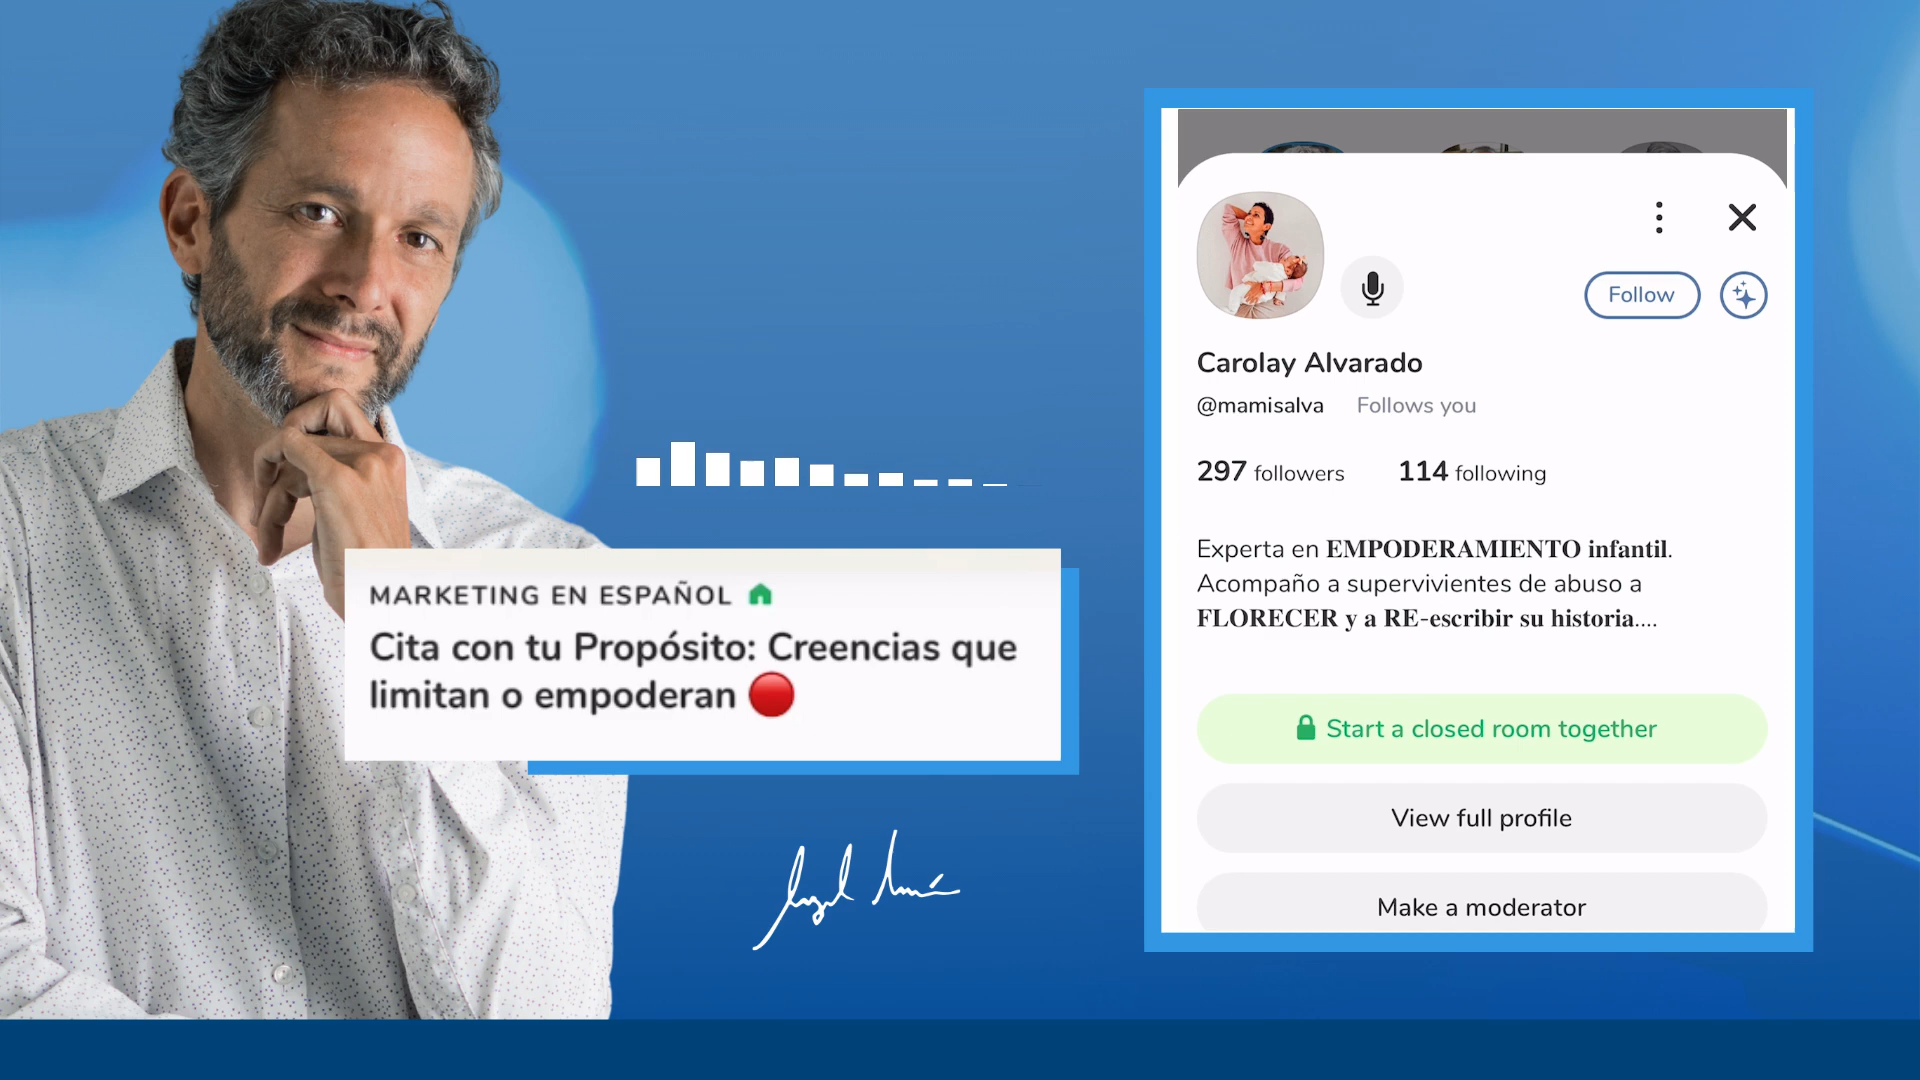 MARKETING EN ESPAÑOL
Cita con tu Propósito: Creencias que
limitan o empoderan
Follow
Carolay Alvarado
@mamisalva Follows you
297 followers 114 following
Experta en EMPODERAMIENTO infantil.
Acompaño a supervivientes de abuso a
FLORECER y a RE-escribir su historia....
Start a closed room together
View full profile
Make a moderator